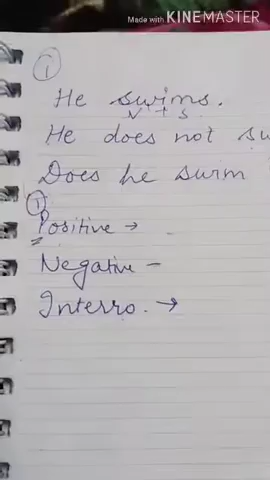 Made with KINEMASTER
①
He swims.
V + S
He does not
Does he swim
①
Positive →
Negative –
Interro. →